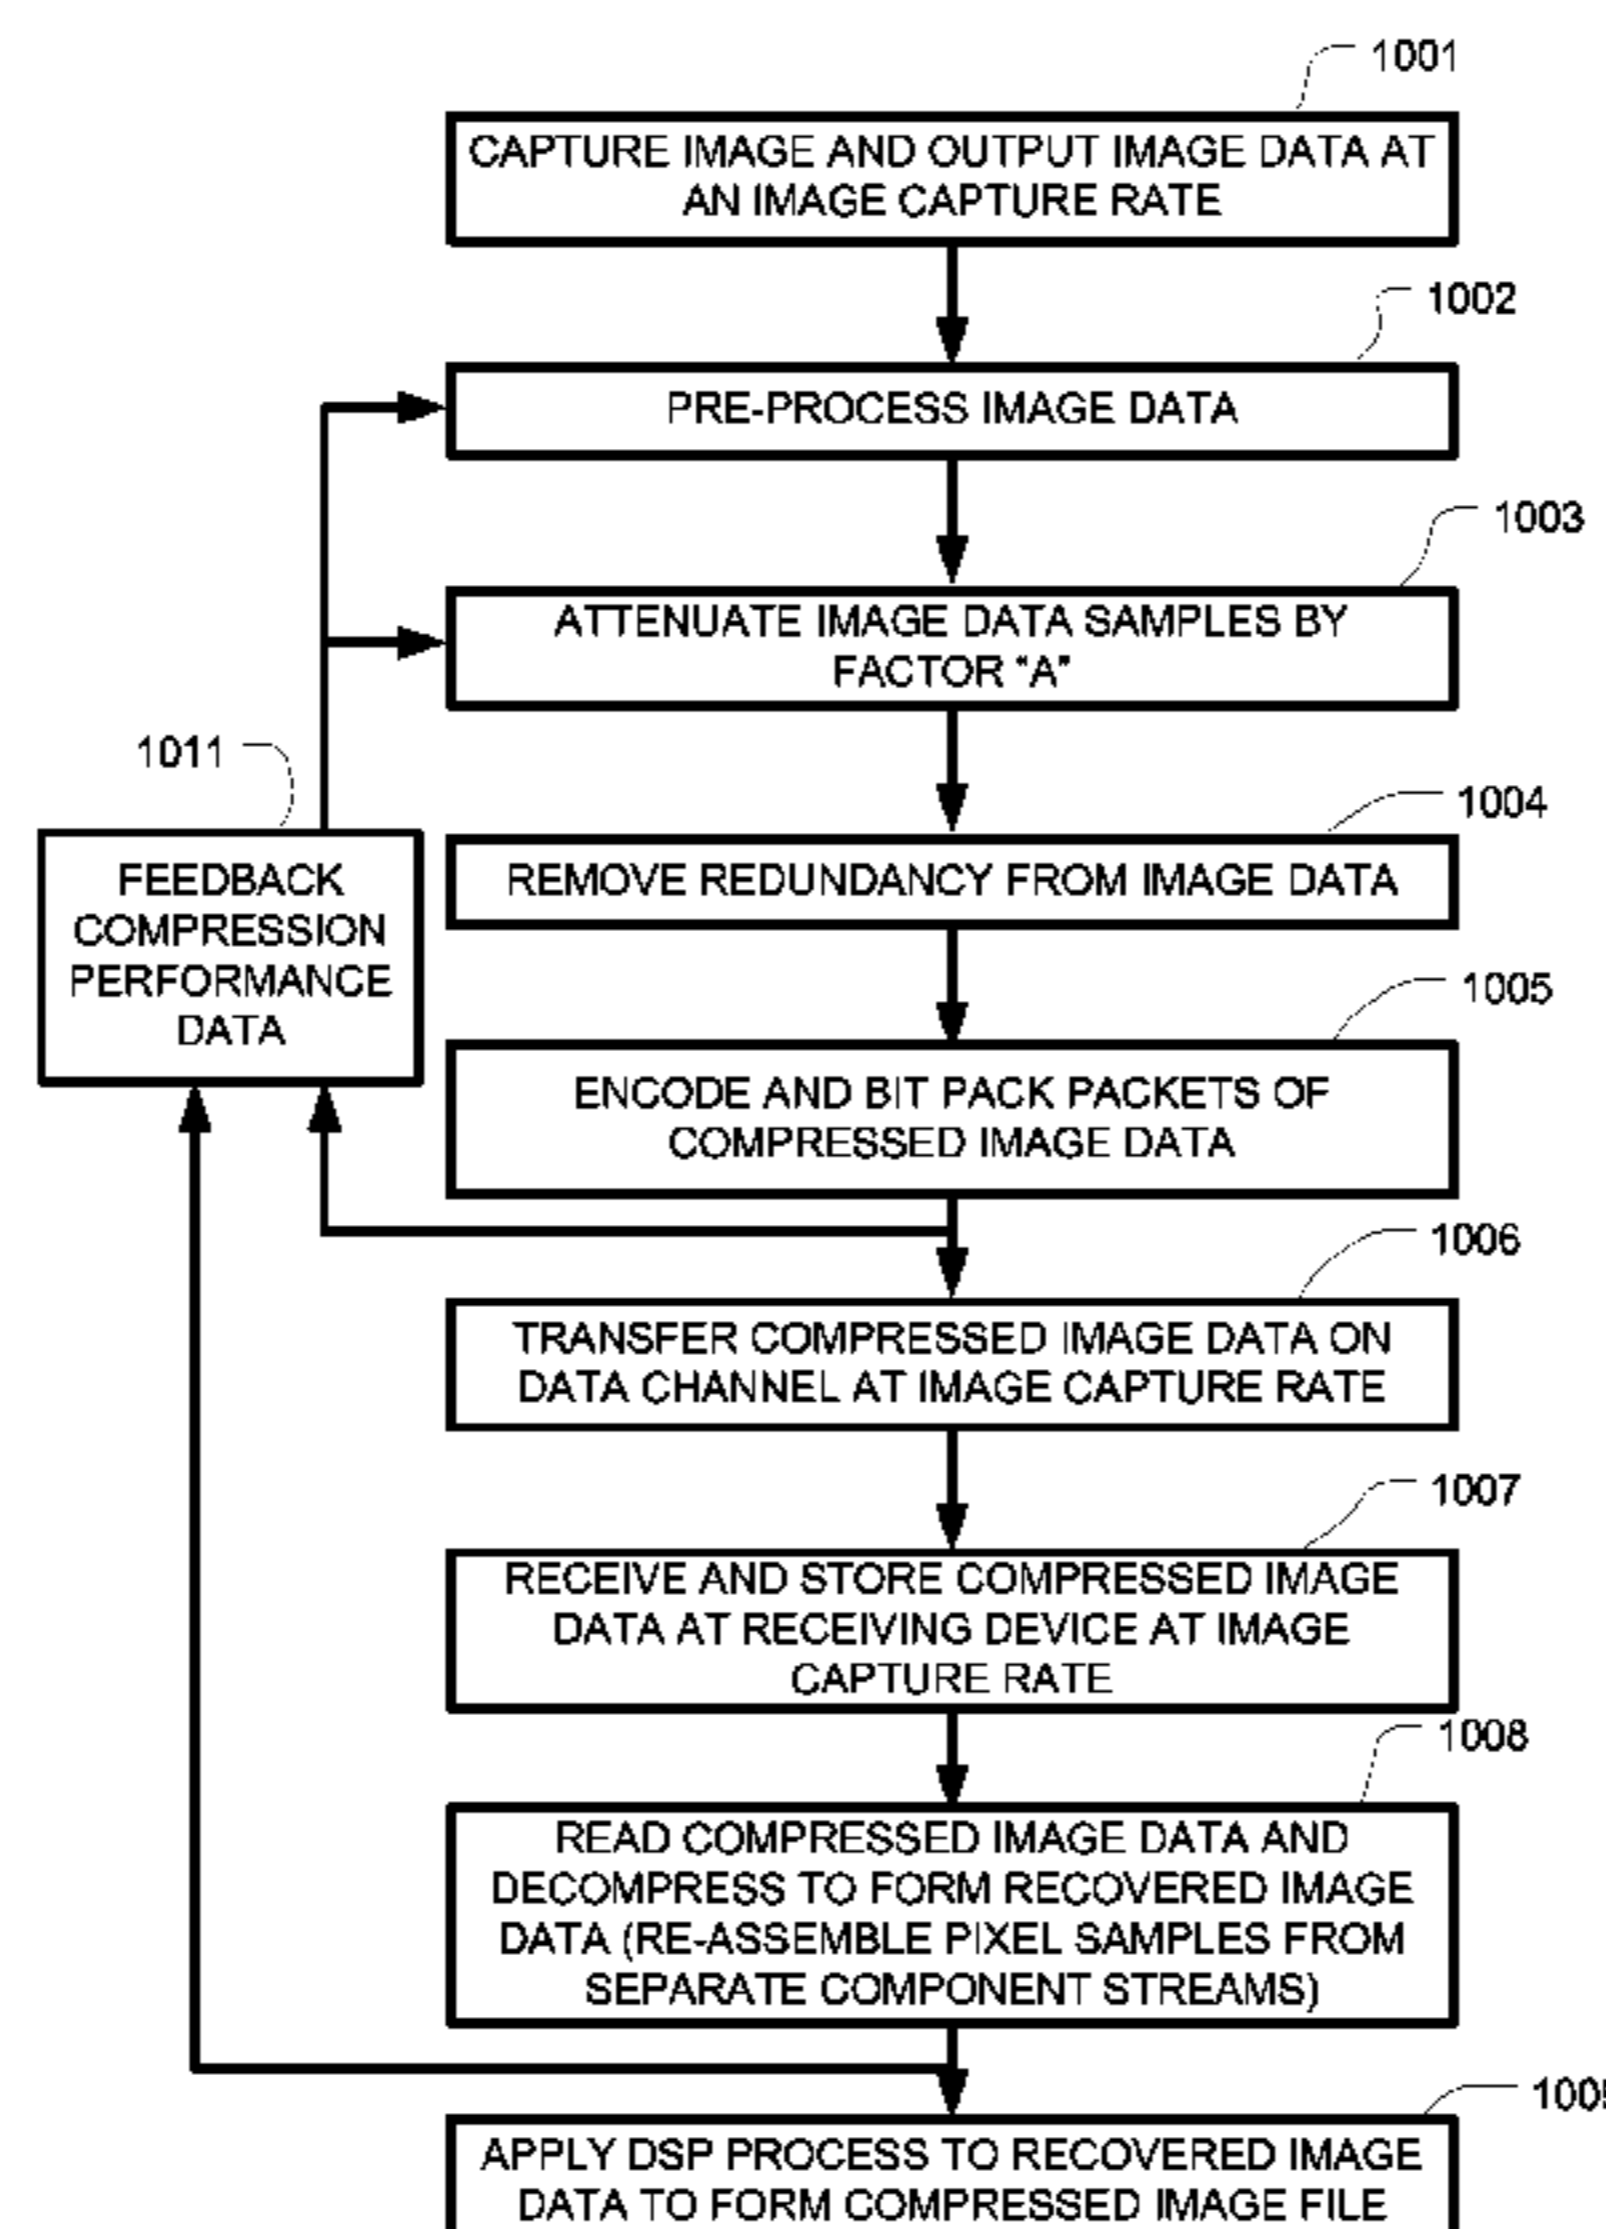 1001
CAPTURE IMAGE AND OUTPUT IMAGE DATA AT
AN IMAGE CAPTURE RATE
1002
PRE-PROCESS IMAGE DATA
1003
ATTENUATE IMAGE DATA SAMPLES BY
FACTOR "A"
1011
FEEDBACK
COMPRESSION
PERFORMANCE
DATA
1004
REMOVE REDUNDANCY FROM IMAGE DATA
1005
ENCODE AND BIT PACK PACKETS OF
COMPRESSED IMAGE DATA
1006
TRANSFER COMPRESSED IMAGE DATA ON
DATA CHANNEL AT IMAGE CAPTURE RATE
1007
RECEIVE AND STORE COMPRESSED IMAGE
DATA AT RECEIVING DEVICE AT IMAGE
CAPTURE RATE
1008
READ COMPRESSED IMAGE DATA AND
DECOMPRESS TO FORM RECOVERED IMAGE
DATA (RE-ASSEMBLE PIXEL SAMPLES FROM
SEPARATE COMPONENT STREAMS)
APPLY DSP PROCESS TO RECOVERED IMAGE
DATA TO FORM COMPRESSED IMAGE FILE